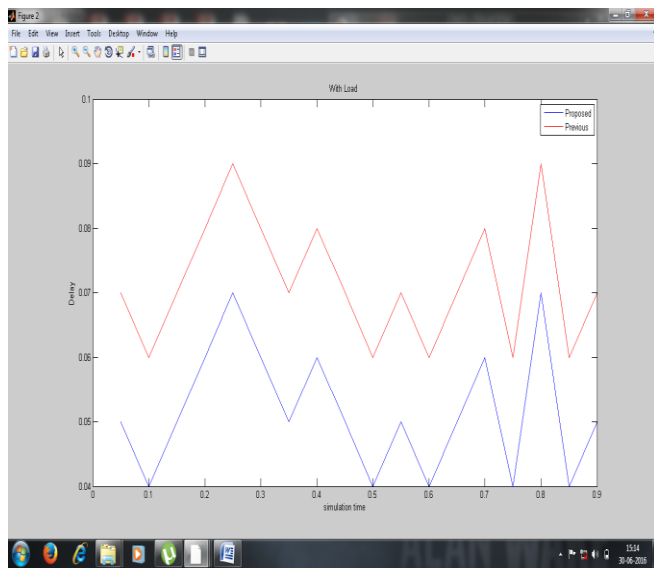 Figure 2
File Edit View Insert Tools Desktop Window Help
With Load
Proposed
Previous
0.1
0.09
0.08
0.07
0.06
0.05
0.04
Delay
0 0.1 0.2 0.3 0.4 0.5 0.6 0.7 0.8 0.9
simulation time
ALAN WA
15:14
30-06-2016